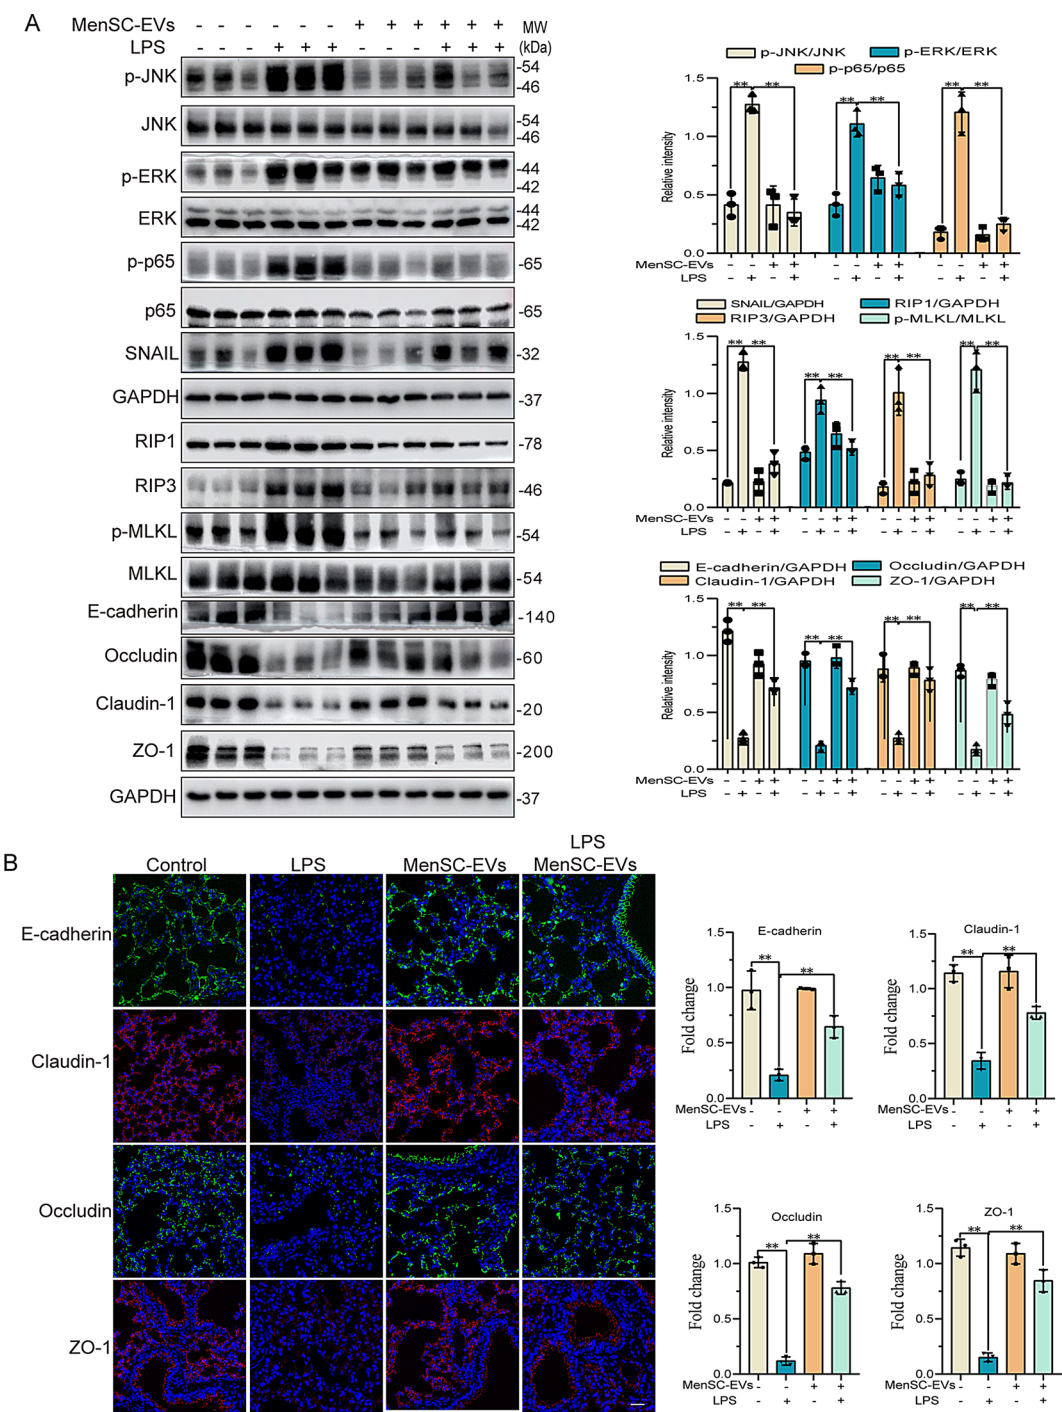 A
MenSC-EVs - - - - - - + + + + + + MW
LPS - - - + + + - - - + + + (kDa)
p-JNK -54
-46
JNK -54
-46
p-ERK -44
-42
ERK -44
-42
p-p65 -65
p65 -65
SNAIL -32
GAPDH -37
RIP1 -78
RIP3 -46
p-MLKL -54
MLKL -54
E-cadherin -140
Occludin -60
Claudin-1 -20
ZO-1 -200
GAPDH -37
p-JNK/JNK p-ERK/ERK
p-p65/p65
Relative intensity
1.5
1.0
0.5
0.0
** ** ** ** ** **
MenSC-EVs - - + + - - + + - - + +
LPS - + - + - + - + - + - +
SNAIL/GAPDH RIP1/GAPDH
RIP3/GAPDH p-MLKL/MLKL
Relative intensity
1.5
1.0
0.5
0.0
** ** ** ** ** ** ** **
MenSC-EVs - - + + - - + + - - + + - - + +
LPS - + - + - + - + - + - + - + - +
E-cadherin/GAPDH Occludin/GAPDH
Claudin-1/GAPDH ZO-1/GAPDH
Relative intensity
1.5
1.0
0.5
0.0
** ** ** ** ** ** ** **
MenSC-EVs - - + + - - + + - - + + - - + +
LPS - + - + - + - + - + - + - + - +
B
Control LPS MenSC-EVs LPS
MenSC-EVs
E-cadherin
Claudin-1
Occludin
ZO-1
E-cadherin
Fold change
1.5
1.0
0.5
0.0
** **
MenSC-EVs - - + +
LPS - + - +
Claudin-1
Fold change
1.5
1.0
0.5
0.0
** **
MenSC-EVs - - + +
LPS - + - +
Occludin
Fold change
1.5
1.0
0.5
0.0
** **
MenSC-EVs - - + +
LPS - + - +
ZO-1
Fold change
1.5
1.0
0.5
0.0
** **
MenSC-EVs - - + +
LPS - + - +